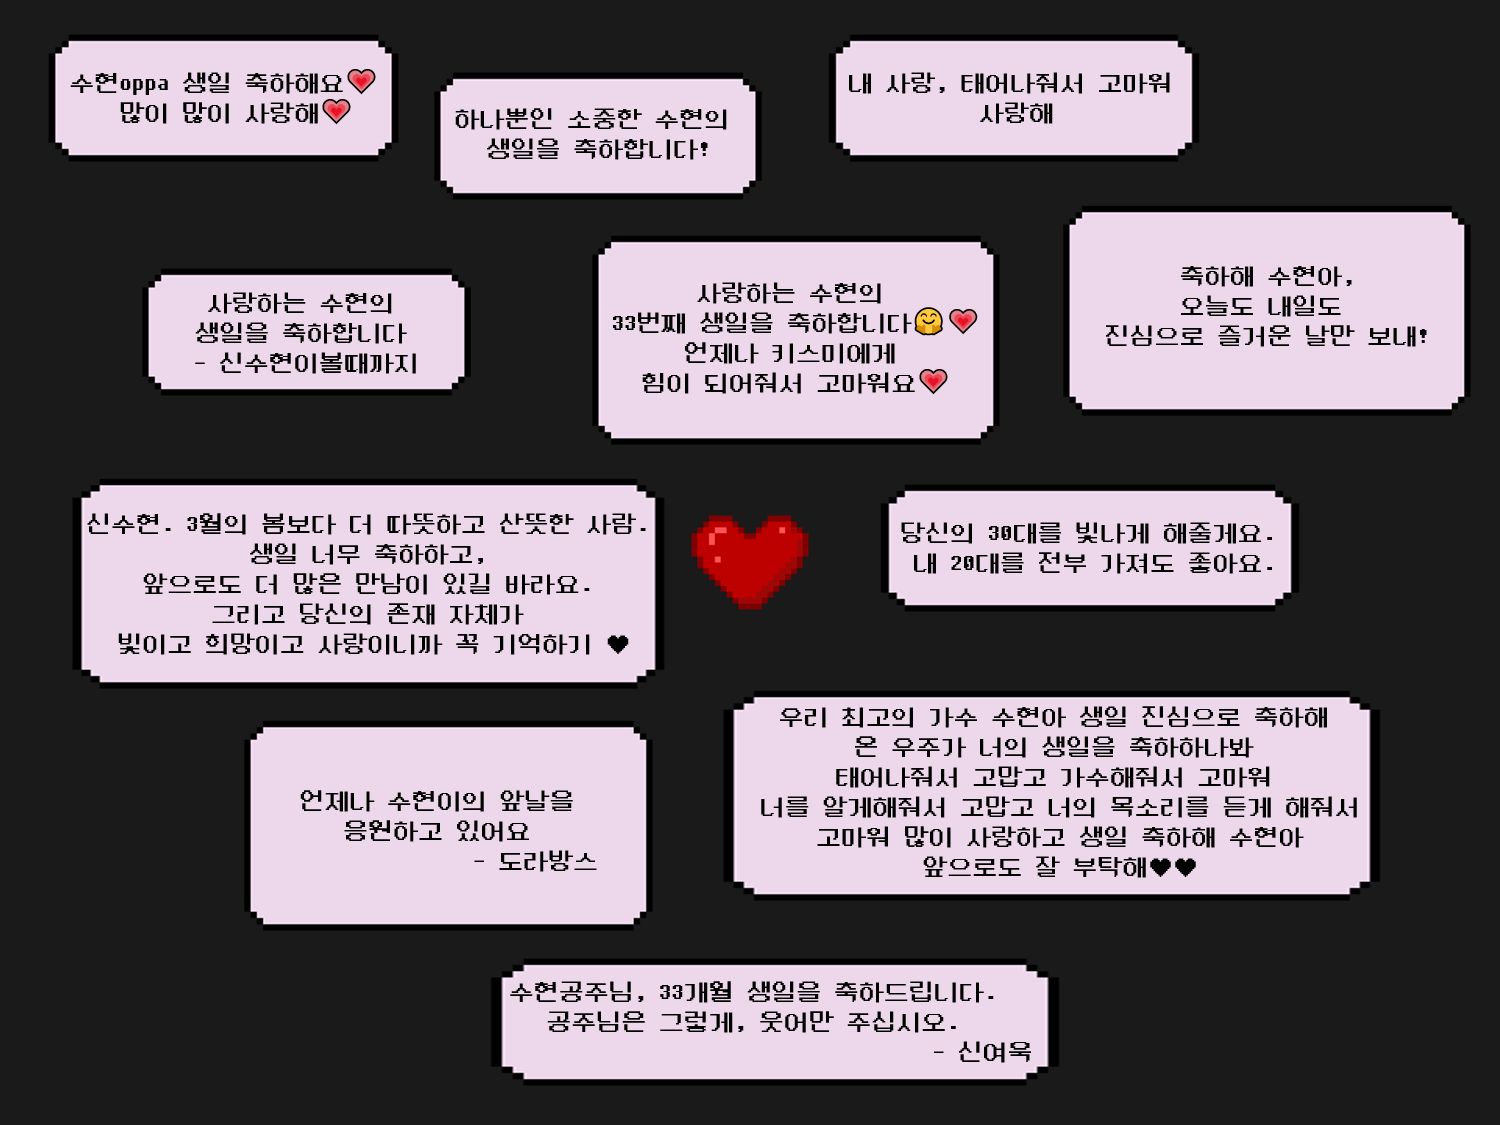 수현oppa 생일 축하해요💗
많이 많이 사랑해💗
하나뿐인 소중한 수현의
생일을 축하합니다!
내 사랑, 태어나줘서 고마워
사랑해
사랑하는 수현의
생일을 축하합니다
- 신수현이볼때까지
사랑하는 수현의
33번째 생일을 축하합니다🤗💗
언제나 키스미에게
힘이 되어줘서 고마워요💗
축하해 수현아,
오늘도 내일도
진심으로 즐거운 날만 보내!
신수현. 3월의 봄보다 더 따뜻하고 산뜻한 사람.
생일 너무 축하하고,
앞으로도 더 많은 만남이 있길 바라요.
그리고 당신의 존재 자체가
빛이고 희망이고 사랑이니까 꼭 기억하기 ♥
당신의 30대를 빛나게 해줄게요.
내 20대를 전부 가져도 좋아요.
언제나 수현이의 앞날을
응원하고 있어요
- 도라방스
우리 최고의 가수 수현아 생일 진심으로 축하해
온 우주가 너의 생일을 축하하나봐
태어나줘서 고맙고 가수해줘서 고마워
너를 알게해줘서 고맙고 너의 목소리를 듣게 해줘서
고마워 많이 사랑하고 생일 축하해 수현아
앞으로도 잘 부탁해♥♥
수현공주님, 33개월 생일을 축하드립니다.
공주님은 그렇게, 웃어만 주십시오.
- 신여욱